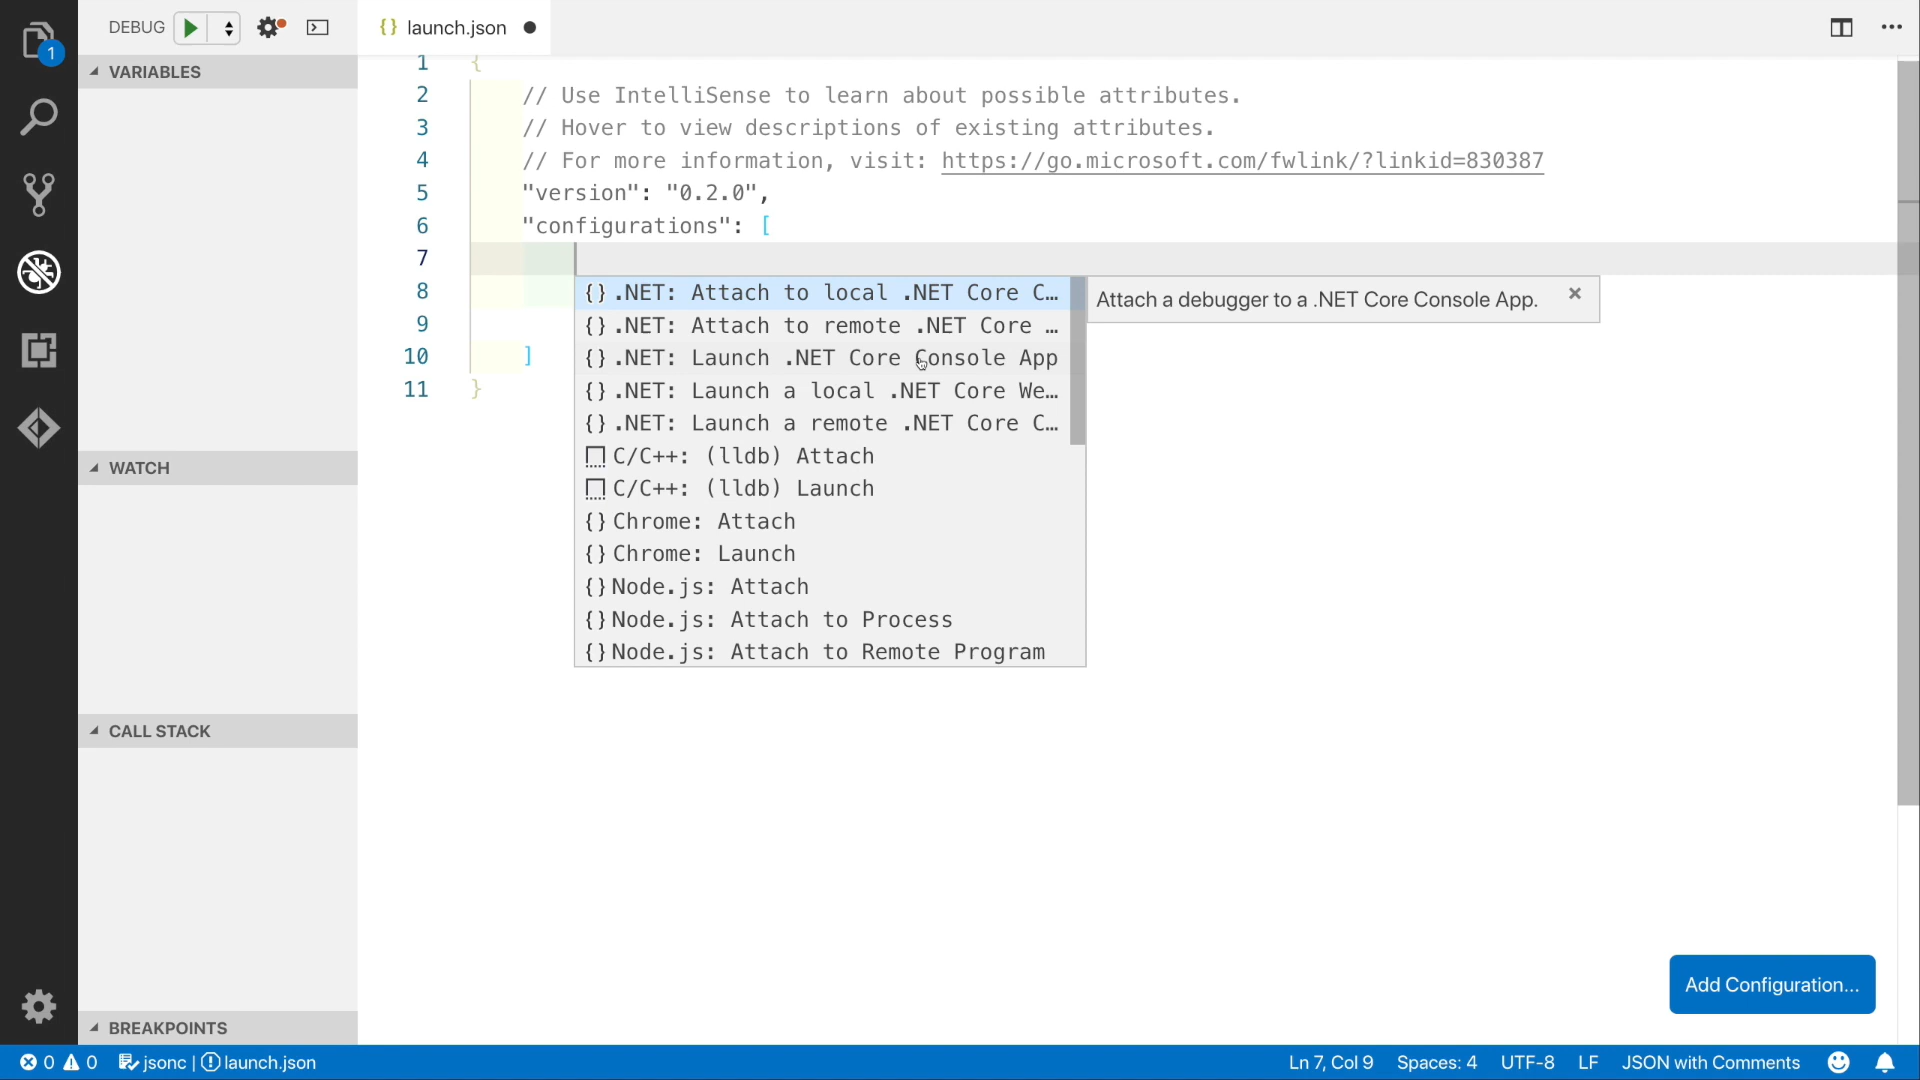 DEBUG
{} launch.json
1
VARIABLES
1 {
2 // Use IntelliSense to learn about possible attributes.
3 // Hover to view descriptions of existing attributes.
4 // For more information, visit: https://go.microsoft.com/fwlink/?linkid=830387
5 "version": "0.2.0",
6 "configurations": [
7
8 {} .NET: Attach to local .NET Core C…
Attach a debugger to a .NET Core Console App.
9 {} .NET: Attach to remote .NET Core …
10 ] {} .NET: Launch .NET Core Console App
11 } {} .NET: Launch a local .NET Core We…
{} .NET: Launch a remote .NET Core C…
C/C++: (lldb) Attach
C/C++: (lldb) Launch
{} Chrome: Attach
{} Chrome: Launch
{} Node.js: Attach
{} Node.js: Attach to Process
{} Node.js: Attach to Remote Program
WATCH
CALL STACK
BREAKPOINTS
Add Configuration...
0 0 jsonc | launch.json
Ln 7, Col 9 Spaces: 4 UTF-8 LF JSON with Comments